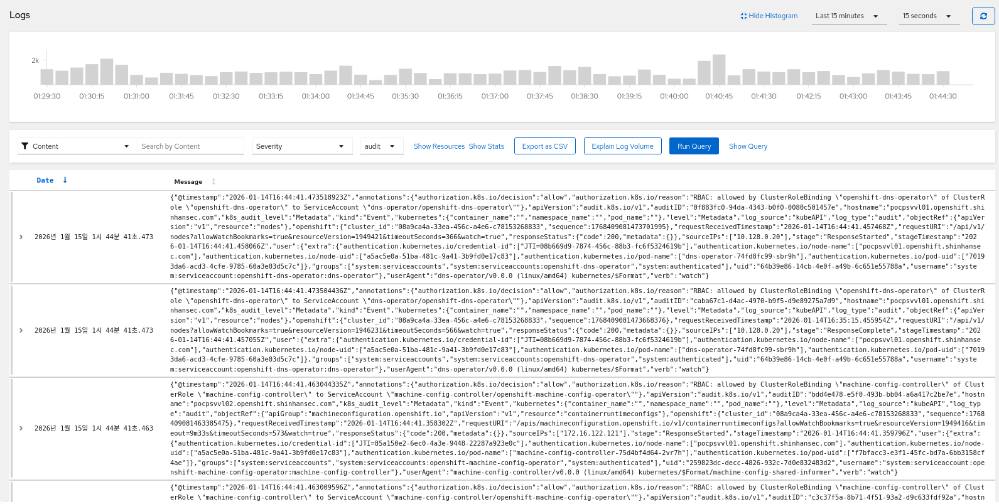 Logs
Hide Histogram
Last 15 minutes
15 seconds
2k
01:29:30 01:30:15 01:31:00 01:31:45 01:32:30 01:33:15 01:34:00 01:34:45 01:35:30 01:36:15 01:37:00 01:37:45 01:38:30 01:39:15 01:40:00 01:40:45 01:41:30 01:42:15 01:43:00 01:43:45 01:44:30
Content
Search by Content
Severity
audit
Show Resources Show Stats
Export as CSV
Explain Log Volume
Run Query
Show Query
Date
Message
2026년 1월 15일 1시 44분 41초.473
{"@timestamp":"2026-01-14T16:44:41.473518923Z","annotations":{"authorization.k8s.io/decision":"allow","authorization.k8s.io/reason":"RBAC: allowed by ClusterRoleBinding \"openshift-dns-operator\" of ClusterR
ole \"openshift-dns-operator\" to ServiceAccount \"dns-operator/openshift-dns-operator\""},"apiVersion":"audit.k8s.io/v1","auditID":"0f883fc0-94da-4343-b0f0-0080c501457e","hostname":"pocpsvvl01.openshift.shi
nhansec.com","k8s_audit_level":"Metadata","kind":"Event","kubernetes":{"container_name":"","namespace_name":"","pod_name":""},"level":"Metadata","log_source":"kubeAPI","log_type":"audit","objectRef":{"apiVer
sion":"v1","resource":"nodes"},"openshift":{"cluster_id":"08a9ca4a-33ea-456c-a4e6-c78153268833","sequence":1768409081473701995},"requestReceivedTimestamp":"2026-01-14T16:44:41.457468Z","requestURI":"/api/v1/
nodes?allowWatchBookmarks=true&resourceVersion=1949421&timeoutSeconds=366&watch=true","responseStatus":{"code":200,"metadata":{}},"sourceIPs":["10.128.0.20"],"stage":"ResponseStarted","stageTimestamp":"202
6-01-14T16:44:41.458066Z","user":{"extra":{"authentication.kubernetes.io/credential-id":["JTI=08b669d9-7874-456c-88b3-fc6f5324619b"],"authentication.kubernetes.io/node-name":["pocpsvvl01.openshift.shinhanse
c.com"],"authentication.kubernetes.io/node-uid":["a5ac5e0a-51ba-481c-9a41-3b9fd0e17c83"],"authentication.kubernetes.io/pod-name":["dns-operator-74fd8fc99-sbr9h"],"authentication.kubernetes.io/pod-uid":["7019
3da6-acd3-4cfe-9785-60a3e03d5c7c"]},"groups":["system:serviceaccounts","system:serviceaccounts:openshift-dns-operator","system:authenticated"],"uid":"64b39e86-14cb-4e0f-a49b-6c651e55788a","username":"syste
m:serviceaccount:openshift-dns-operator:dns-operator"},"userAgent":"dns-operator/v0.0.0 (linux/amd64) kubernetes/$Format","verb":"watch"}
2026년 1월 15일 1시 44분 41초.473
{"@timestamp":"2026-01-14T16:44:41.473504436Z","annotations":{"authorization.k8s.io/decision":"allow","authorization.k8s.io/reason":"RBAC: allowed by ClusterRoleBinding \"openshift-dns-operator\" of ClusterR
ole \"openshift-dns-operator\" to ServiceAccount \"dns-operator/openshift-dns-operator\""},"apiVersion":"audit.k8s.io/v1","auditID":"caba67c1-d4ac-4970-b9f5-d9e89275a7d9","hostname":"pocpsvvl01.openshift.shi
nhansec.com","k8s_audit_level":"Metadata","kind":"Event","kubernetes":{"container_name":"","namespace_name":"","pod_name":""},"level":"Metadata","log_source":"kubeAPI","log_type":"audit","objectRef":{"apiVer
sion":"v1","resource":"nodes"},"openshift":{"cluster_id":"08a9ca4a-33ea-456c-a4e6-c78153268833","sequence":1768409081473668376},"requestReceivedTimestamp":"2026-01-14T16:35:15.455954Z","requestURI":"/api/v1/
nodes?allowWatchBookmarks=true&resourceVersion=1946231&timeoutSeconds=566&watch=true","responseStatus":{"code":200,"metadata":{}},"sourceIPs":["10.128.0.20"],"stage":"ResponseComplete","stageTimestamp":"202
6-01-14T16:44:41.457055Z","user":{"extra":{"authentication.kubernetes.io/credential-id":["JTI=08b669d9-7874-456c-88b3-fc6f5324619b"],"authentication.kubernetes.io/node-name":["pocpsvvl01.openshift.shinhanse
c.com"],"authentication.kubernetes.io/node-uid":["a5ac5e0a-51ba-481c-9a41-3b9fd0e17c83"],"authentication.kubernetes.io/pod-name":["dns-operator-74fd8fc99-sbr9h"],"authentication.kubernetes.io/pod-uid":["7019
3da6-acd3-4cfe-9785-60a3e03d5c7c"]},"groups":["system:serviceaccounts","system:serviceaccounts:openshift-dns-operator","system:authenticated"],"uid":"64b39e86-14cb-4e0f-a49b-6c651e55788a","username":"syste
m:serviceaccount:openshift-dns-operator:dns-operator"},"userAgent":"dns-operator/v0.0.0 (linux/amd64) kubernetes/$Format","verb":"watch"}
2026년 1월 15일 1시 44분 41초.463
{"@timestamp":"2026-01-14T16:44:41.463044335Z","annotations":{"authorization.k8s.io/decision":"allow","authorization.k8s.io/reason":"RBAC: allowed by ClusterRoleBinding \"machine-config-controller\" of Clust
erRole \"machine-config-controller\" to ServiceAccount \"machine-config-controller/openshift-machine-config-operator\""},"apiVersion":"audit.k8s.io/v1","auditID":"bdd4e478-e5f0-493b-bb04-a6a417c2be7e","hostn
ame":"pocpsvvl02.openshift.shinhansec.com","k8s_audit_level":"Metadata","kind":"Event","kubernetes":{"container_name":"","namespace_name":"","pod_name":""},"level":"Metadata","log_source":"kubeAPI","log_typ
e":"audit","objectRef":{"apiGroup":"machineconfiguration.openshift.io","apiVersion":"v1","resource":"containerruntimeconfigs"},"openshift":{"cluster_id":"08a9ca4a-33ea-456c-a4e6-c78153268833","sequence":1768
409081463385475},"requestReceivedTimestamp":"2026-01-14T16:44:41.358302Z","requestURI":"/apis/machineconfiguration.openshift.io/v1/containerruntimeconfigs?allowWatchBookmarks=true&resourceVersion=1949416&tim
eout=9m33s&timeoutSeconds=573&watch=true","responseStatus":{"code":200,"metadata":{}},"sourceIPs":["172.16.122.121"],"stage":"ResponseStarted","stageTimestamp":"2026-01-14T16:44:41.359796Z","user":{"extra":
{"authentication.kubernetes.io/credential-id":["JTI=85a150e2-6ec0-4a3e-9448-22287a923e0c"],"authentication.kubernetes.io/node-name":["pocpsvvl01.openshift.shinhansec.com"],"authentication.kubernetes.io/node-
uid":["a5ac5e0a-51ba-481c-9a41-3b9fd0e17c83"],"authentication.kubernetes.io/pod-name":["machine-config-controller-75d4bf4d64-2vr7h"],"authentication.kubernetes.io/pod-uid":["f7bfacc3-e3f1-45fc-bd7a-6bb3158cf
4ae"]},"groups":["system:serviceaccounts","system:serviceaccounts:openshift-machine-config-operator","system:authenticated"],"uid":"259823dc-decc-4826-932c-7d0e832483d2","username":"system:serviceaccount:ope
nshift-machine-config-operator:machine-config-controller"},"userAgent":"machine-config-controller/v0.0.0 (linux/amd64) kubernetes/$Format/machine-config-shared-informer","verb":"watch"}
{"@timestamp":"2026-01-14T16:44:41.463009596Z","annotations":{"authorization.k8s.io/decision":"allow","authorization.k8s.io/reason":"RBAC: allowed by ClusterRoleBinding \"machine-config-controller\" of Clust
erRole \"machine-config-controller\" to ServiceAccount \"machine-config-controller/openshift-machine-config-operator\""},"apiVersion":"audit.k8s.io/v1","auditID":"c3c37f5a-8b71-4f51-93a2-d9c633fdf92a","hostn